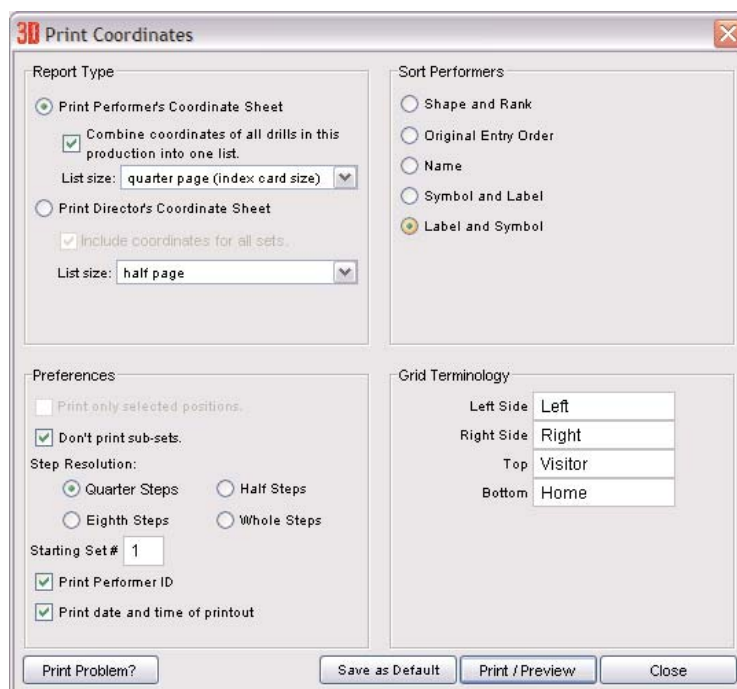 3D Print Coordinates
Report Type
Print Performer's Coordinate Sheet
Combine coordinates of all drills in this
production into one list.
List size: quarter page (index card size)
Print Director's Coordinate Sheet
Include coordinates for all sets.
List size: half page
Sort Performers
Shape and Rank
Original Entry Order
Name
Symbol and Label
Label and Symbol
Preferences
Print only selected positions.
Don't print sub-sets.
Step Resolution:
Quarter Steps Half Steps
Eighth Steps Whole Steps
Starting Set # 1
Print Performer ID
Print date and time of printout
Grid Terminology
Left Side Left
Right Side Right
Top Visitor
Bottom Home
Print Problem? Save as Default Print / Preview Close